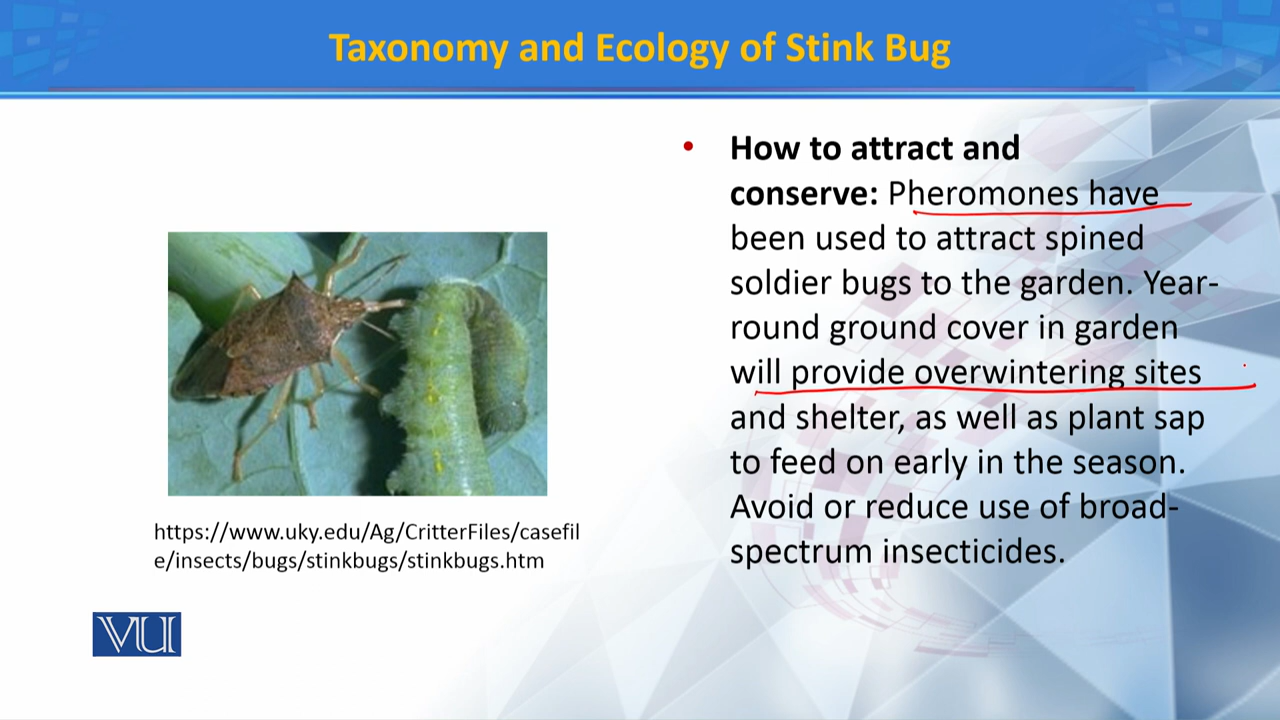 Taxonomy and Ecology of Stink Bug
• How to attract and
conserve: Pheromones have
been used to attract spined
soldier bugs to the garden. Year-
round ground cover in garden
will provide overwintering sites
and shelter, as well as plant sap
to feed on early in the season.
Avoid or reduce use of broad-
spectrum insecticides.
https://www.uky.edu/Ag/CritterFiles/casefil
e/insects/bugs/stinkbugs/stinkbugs.htm
VU